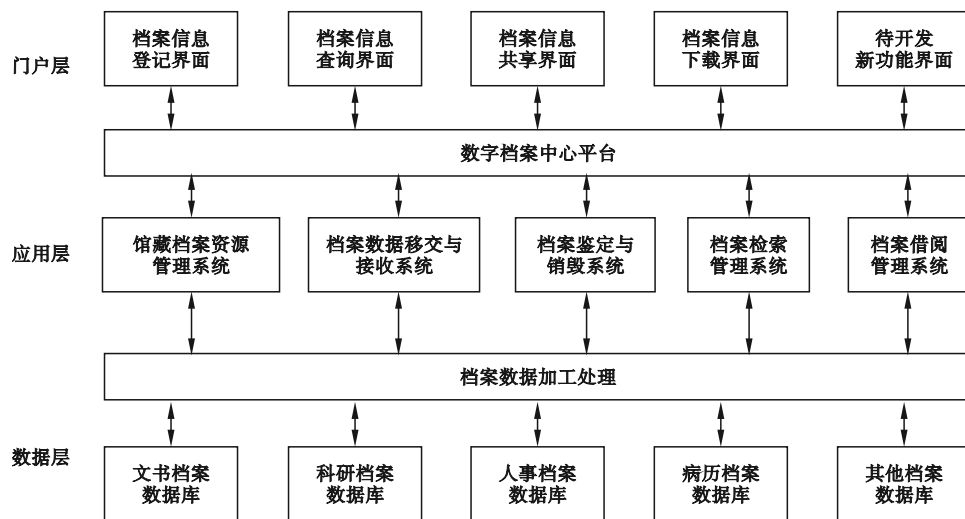 门户层
档案信息
登记界面
档案信息
查询界面
档案信息
共享界面
档案信息
下载界面
待开发
新功能界面
数字档案中心平台
应用层
馆藏档案资源
管理系统
档案数据移交与
接收系统
档案鉴定与
销毁系统
档案检索
管理系统
档案借阅
管理系统
档案数据加工处理
数据层
文书档案
数据库
科研档案
数据库
人事档案
数据库
病历档案
数据库
其他档案
数据库